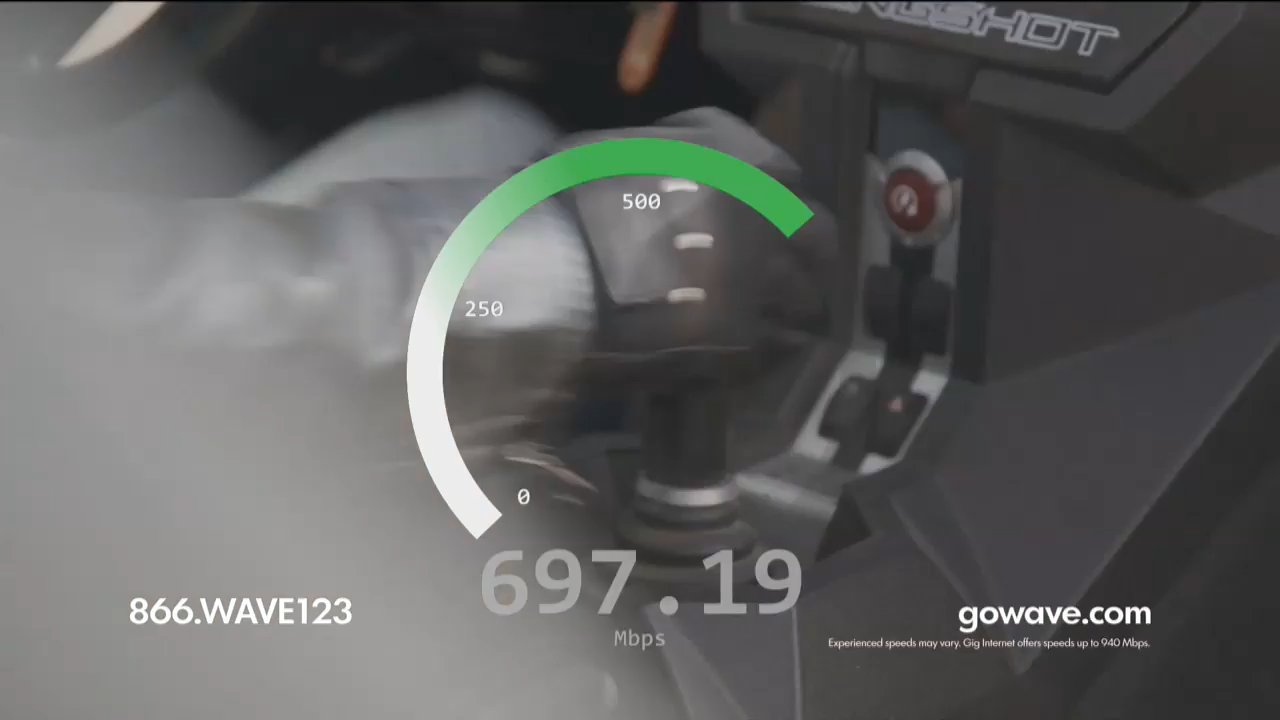 500
250
0
697.19
Mbps
866.WAVE123
gowave.com
Experienced speeds may vary. Gig Internet offers speeds up to 940 Mbps.